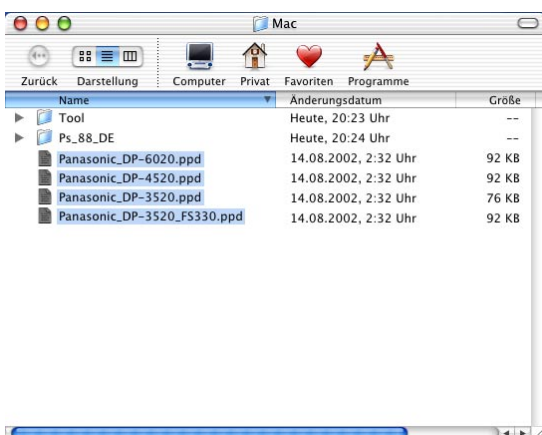 Mac
Zurück Darstellung Computer Privat Favoriten Programme
Name Änderungsdatum Größe
Tool Heute, 20:23 Uhr --
Ps_88_DE Heute, 20:24 Uhr --
Panasonic_DP-6020.ppd 14.08.2002, 2:32 Uhr 92 KB
Panasonic_DP-4520.ppd 14.08.2002, 2:32 Uhr 92 KB
Panasonic_DP-3520.ppd 14.08.2002, 2:32 Uhr 76 KB
Panasonic_DP-3520_FS330.ppd 14.08.2002, 2:32 Uhr 92 KB